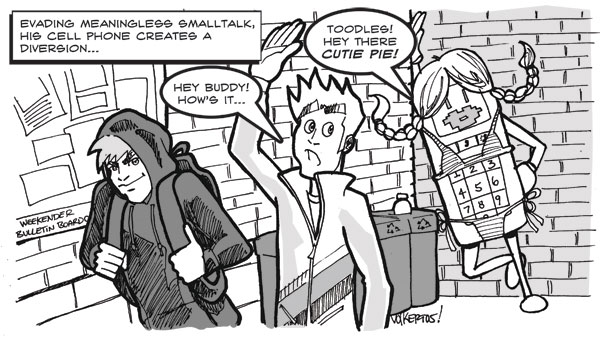 EVADING MEANINGLESS SMALLTALK,
HIS CELL PHONE CREATES A
DIVERSION...
HEY BUDDY!
HOW'S IT...
TOODLES!
HEY THERE
CUTIE PIE!
WEEKENDER
BULLETIN BOARD
1 2 3
4 5 6
7 8 9
0